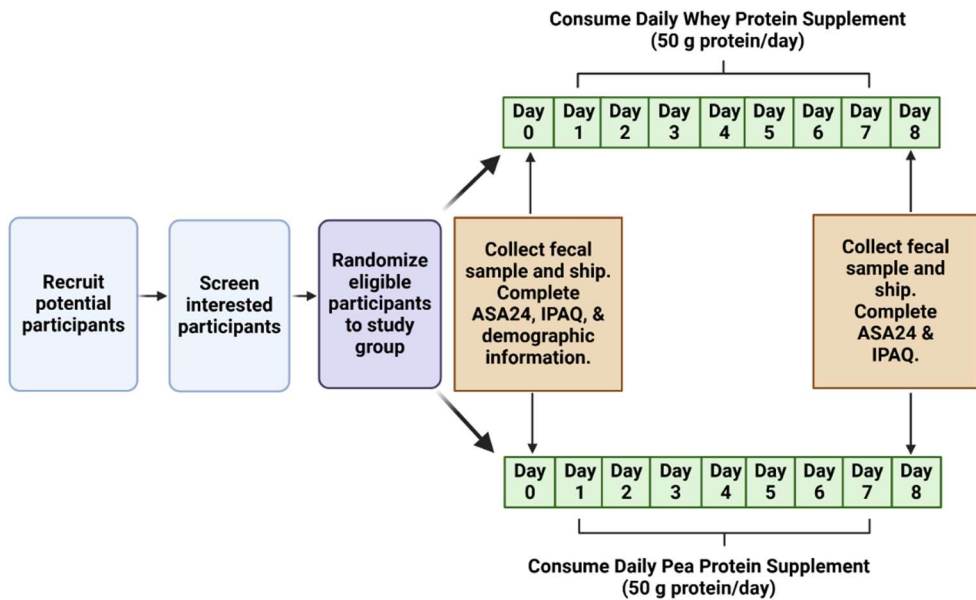 Consume Daily Whey Protein Supplement
(50 g protein/day)
Day Day Day Day Day Day Day Day Day
0 1 2 3 4 5 6 7 8
Recruit
potential
participants
Screen
interested
participants
Randomize
eligible
participants
to study
group
Collect fecal
sample and ship.
Complete
ASA24, IPAQ, &
demographic
information.
Collect fecal
sample and
ship.
Complete
ASA24 &
IPAQ.
Day Day Day Day Day Day Day Day Day
0 1 2 3 4 5 6 7 8
Consume Daily Pea Protein Supplement
(50 g protein/day)